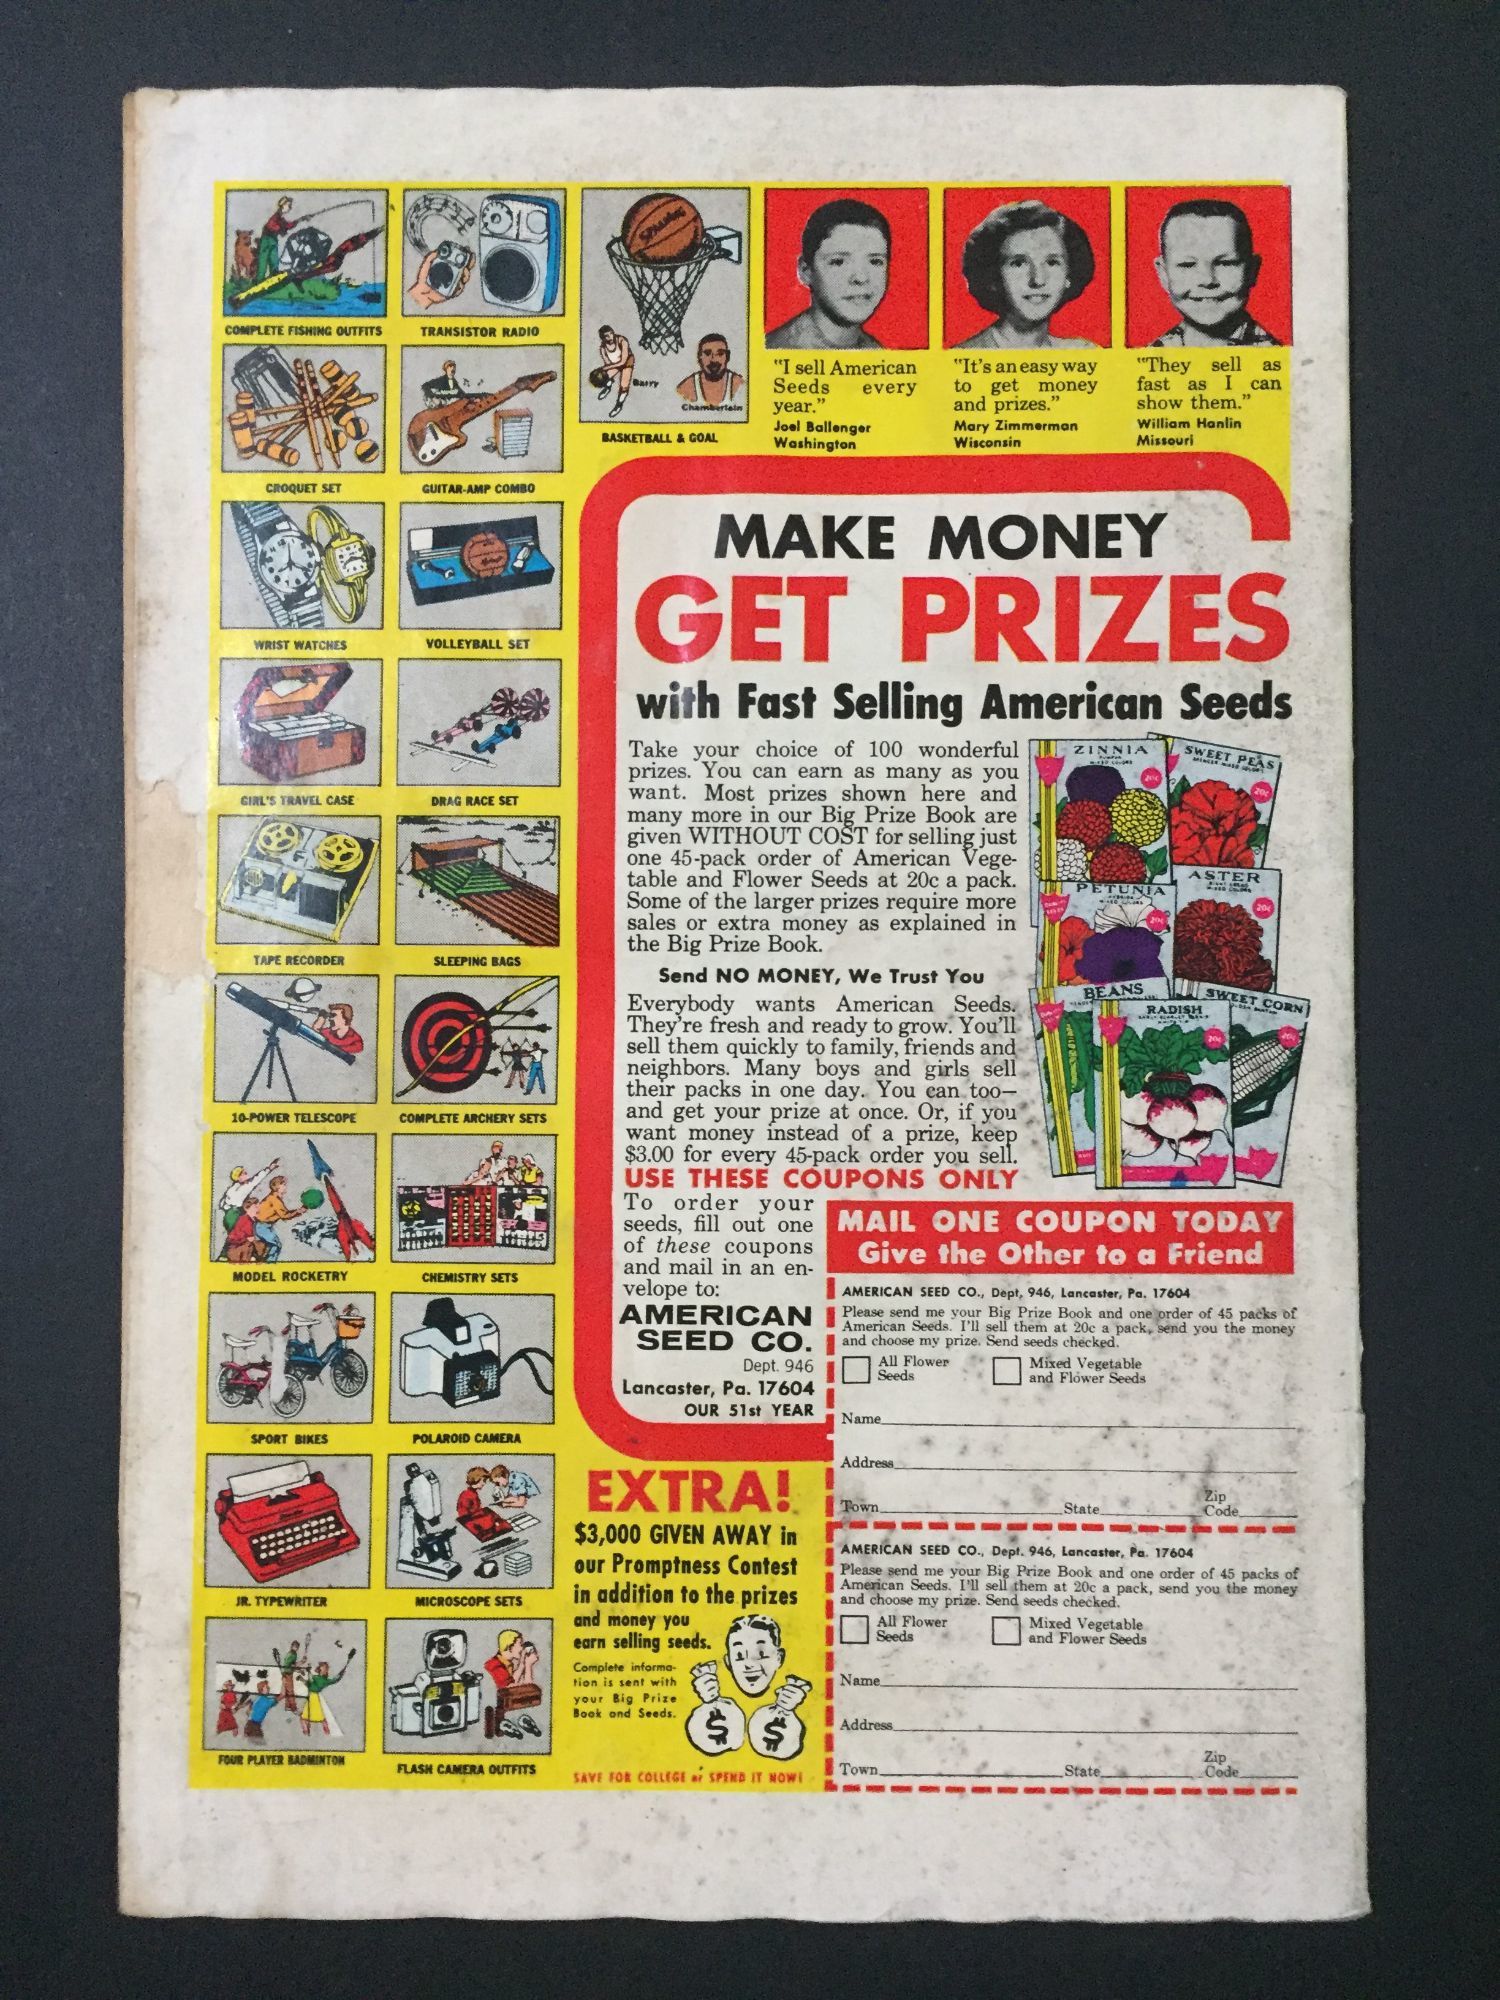 COMPLETE FISHING OUTFITS
TRANSISTOR RADIO
CROQUET SET
GUITAR-AMP COMBO
WRIST WATCHES
VOLLEYBALL SET
GIRL'S TRAVEL CASE
DRAG RACE SET
TAPE RECORDER
SLEEPING BAGS
10-POWER TELESCOPE
COMPLETE ARCHERY SETS
MODEL ROCKETRY
CHEMISTRY SETS
SPORT BIKES
POLAROID CAMERA
JR. TYPEWRITER
MICROSCOPE SETS
FOUR PLAYER BADMINTON
FLASH CAMERA OUTFITS
SPALDING
Barry
Chamberlain
BASKETBALL & GOAL
"I sell American
Seeds every
year."
Joel Ballenger
Washington
"It's an easy way
to get money
and prizes."
Mary Zimmerman
Wisconsin
"They sell as
fast as I can
show them."
William Hanlin
Missouri
MAKE MONEY
GET PRIZES
with Fast Selling American Seeds
Take your choice of 100 wonderful
prizes. You can earn as many as you
want. Most prizes shown here and
many more in our Big Prize Book are
given WITHOUT COST for selling just
one 45-pack order of American Vege-
table and Flower Seeds at 20c a pack.
Some of the larger prizes require more
sales or extra money as explained in
the Big Prize Book.
Send NO MONEY, We Trust You
Everybody wants American Seeds.
They're fresh and ready to grow. You'll
sell them quickly to family, friends and
neighbors. Many boys and girls sell
their packs in one day. You can too—
and get your prize at once. Or, if you
want money instead of a prize, keep
$3.00 for every 45-pack order you sell.
USE THESE COUPONS ONLY
To order your
seeds, fill out one
of these coupons
and mail in an en-
velope to:
AMERICAN
SEED CO.
Dept. 946
Lancaster, Pa. 17604
OUR 51st YEAR
ZINNIA
MIXED COLORS
20c
SWEET PEAS
20c
PETUNIA
20c
ASTER
MIXED COLORS
20c
BEANS
RADISH
20c
SWEET CORN
20c
MAIL ONE COUPON TODAY
Give the Other to a Friend
AMERICAN SEED CO., Dept. 946, Lancaster, Pa. 17604
Please send me your Big Prize Book and one order of 45 packs of
American Seeds. I'll sell them at 20c a pack, send you the money
and choose my prize. Send seeds checked.
All Flower
Seeds
Mixed Vegetable
and Flower Seeds
Name
Address
Town State Zip
Code
AMERICAN SEED CO., Dept. 946, Lancaster, Pa. 17604
Please send me your Big Prize Book and one order of 45 packs of
American Seeds. I'll sell them at 20c a pack, send you the money
and choose my prize. Send seeds checked.
All Flower
Seeds
Mixed Vegetable
and Flower Seeds
Name
Address
Town State Zip
Code
EXTRA!
$3,000 GIVEN AWAY in
our Promptness Contest
in addition to the prizes
and money you
earn selling seeds.
Complete informa-
tion is sent with
your Big Prize
Book and Seeds.
$ $
SAVE FOR COLLEGE or SPEND IT NOW!